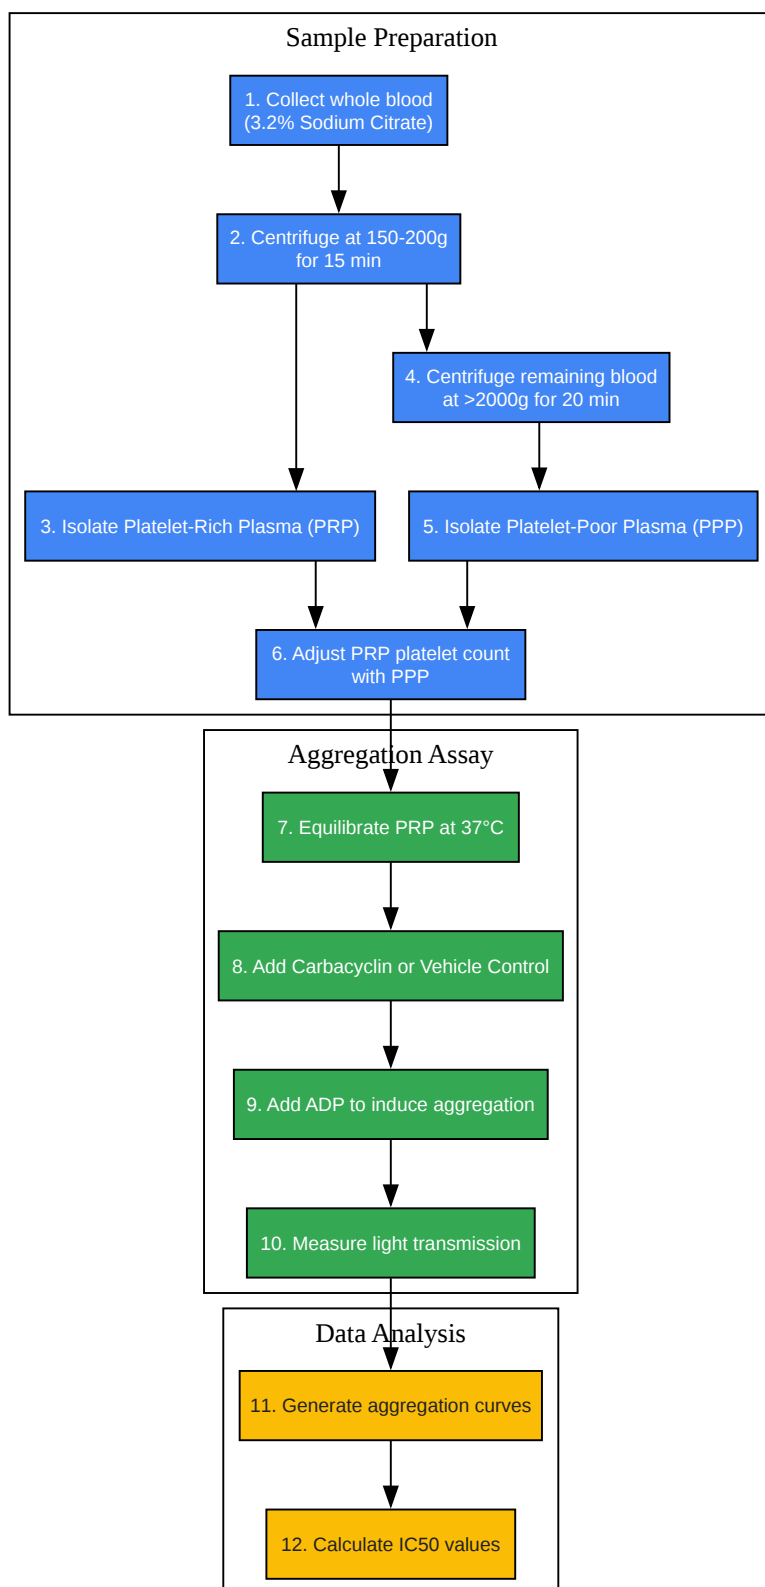 Sample Preparation
1. Collect whole blood
(3.2% Sodium Citrate)
2. Centrifuge at 150-200g
for 15 min
4. Centrifuge remaining blood
at >2000g for 20 min
3. Isolate Platelet-Rich Plasma (PRP)
5. Isolate Platelet-Poor Plasma (PPP)
6. Adjust PRP platelet count
with PPP
Aggregation Assay
7. Equilibrate PRP at 37°C
8. Add Carbacyclin or Vehicle Control
9. Add ADP to induce aggregation
10. Measure light transmission
Data Analysis
11. Generate aggregation curves
12. Calculate IC50 values